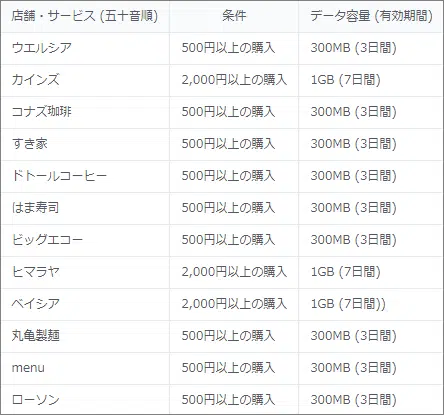 店舗・サービス (五十音順) 条件 データ容量 (有効期間)
ウエルシア 500円以上の購入 300MB (3日間)
カインズ 2,000円以上の購入 1GB (7日間)
コナズ珈琲 500円以上の購入 300MB (3日間)
すき家 500円以上の購入 300MB (3日間)
ドトールコーヒー 500円以上の購入 300MB (3日間)
はま寿司 500円以上の購入 300MB (3日間)
ビッグエコー 500円以上の購入 300MB (3日間)
ヒマラヤ 2,000円以上の購入 1GB (7日間)
ベイシア 2,000円以上の購入 1GB (7日間))
丸亀製麺 500円以上の購入 300MB (3日間)
menu 500円以上の購入 300MB (3日間)
ローソン 500円以上の購入 300MB (3日間)